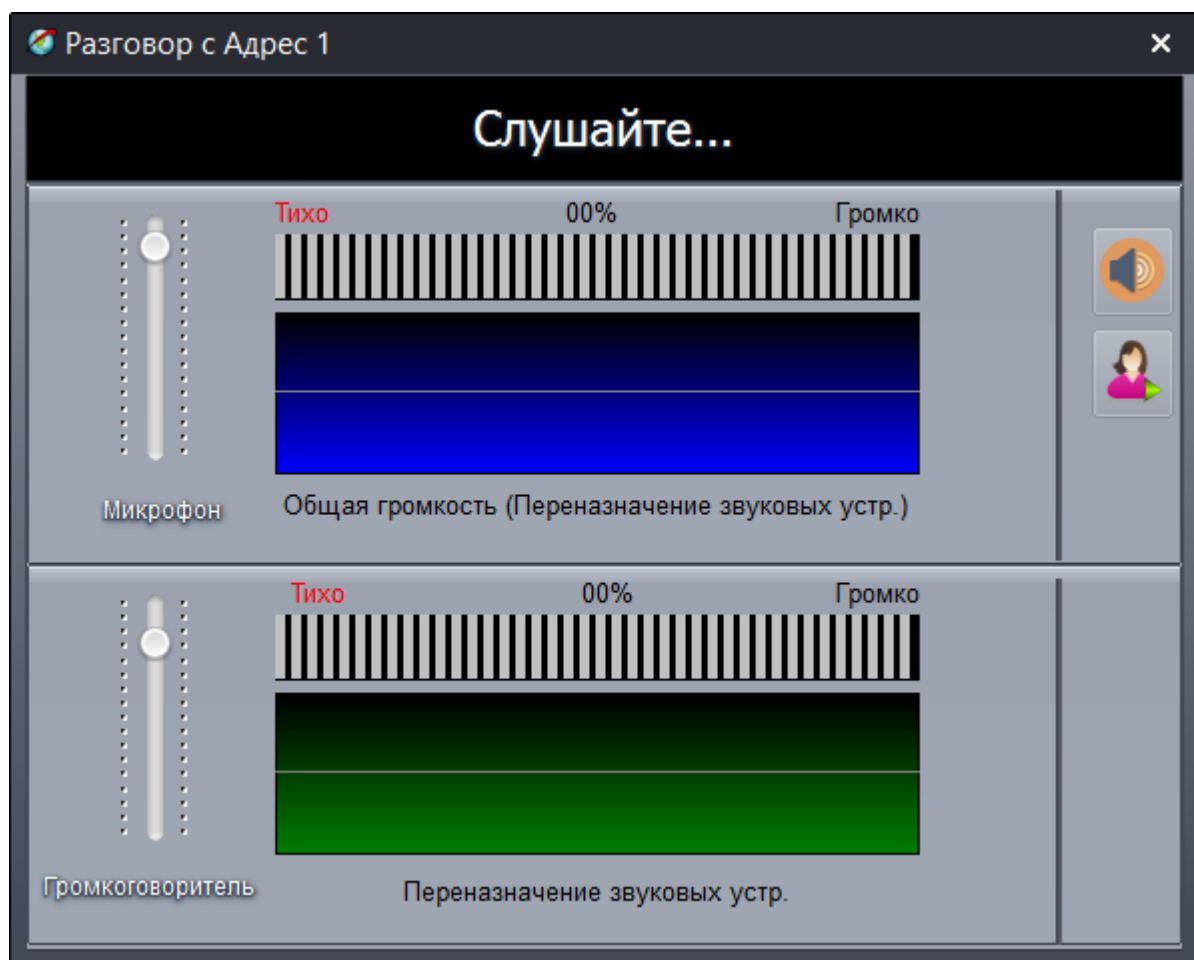 Разговор с Адрес 1
Слушайте...
Тихо 00% Громко
Микрофон
Общая громкость (Переназначение звуковых устр.)
Тихо 00% Громко
Громкоговоритель
Переназначение звуковых устр.